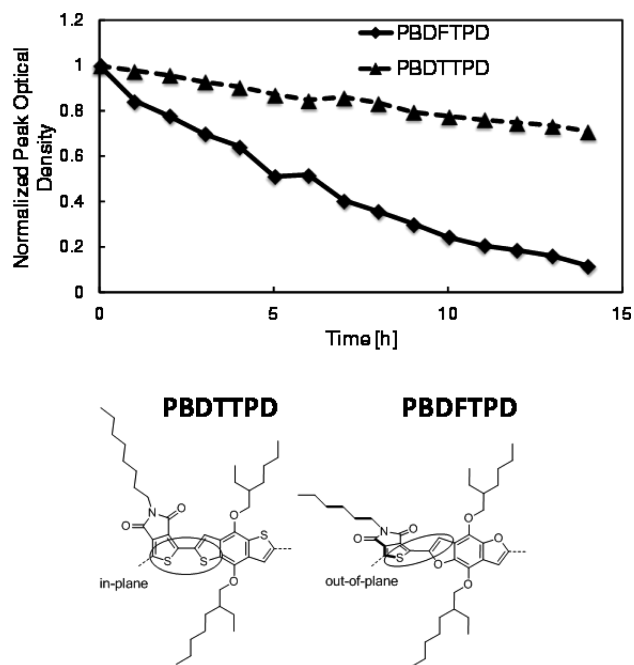 1.2
1
0.8
0.6
0.4
0.2
0
Normalized Peak Optical
Density
PBDFTPD
PBDTTPD
0
5
10
15
Time [h]
PBDTTPD
PBDFTPD
N
O
O
S
S
O
S
O
in-plane
N
O
O
S
O
O
O
O
out-of-plane